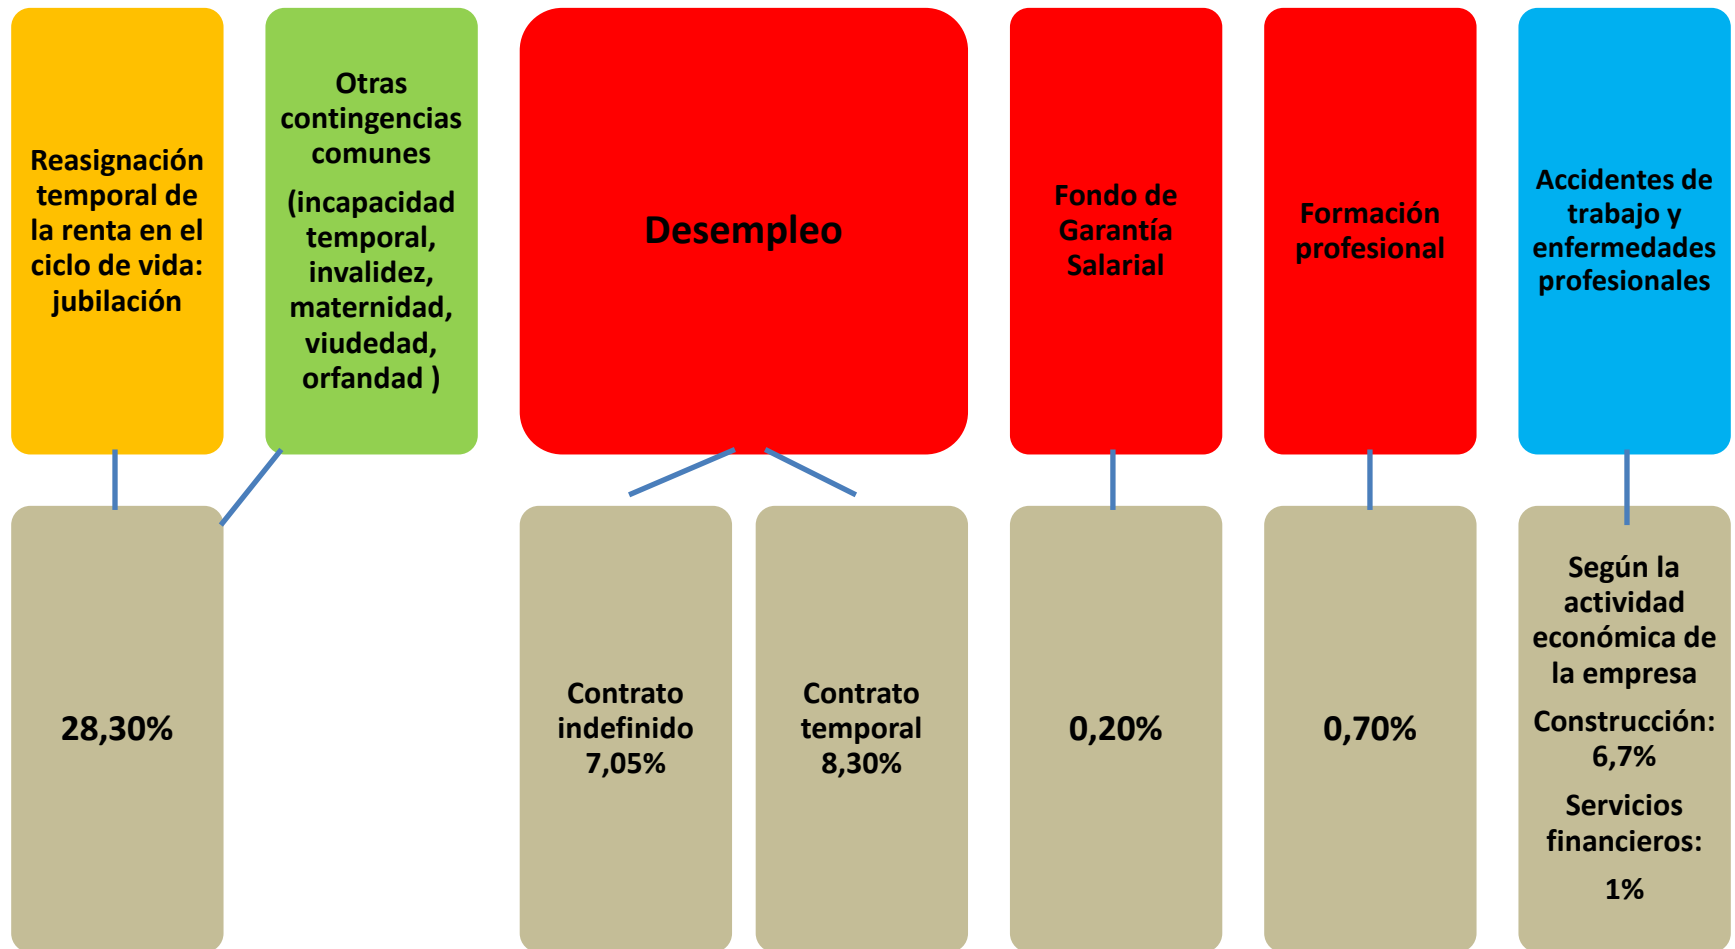 Reasignación
temporal de
la renta en el
ciclo de vida:
jubilación
Otras
contingencias
comunes
(incapacidad
temporal,
invalidez,
maternidad,
viudedad,
orfandad )
Desempleo
Fondo de
Garantía
Salarial
Formación
profesional
Accidentes de
trabajo y
enfermedades
profesionales
28,30%
Contrato
indefinido
7,05%
Contrato
temporal
8,30%
0,20%
0,70%
Según la
actividad
económica de
la empresa
Construcción:
6,7%
Servicios
financieros:
1%